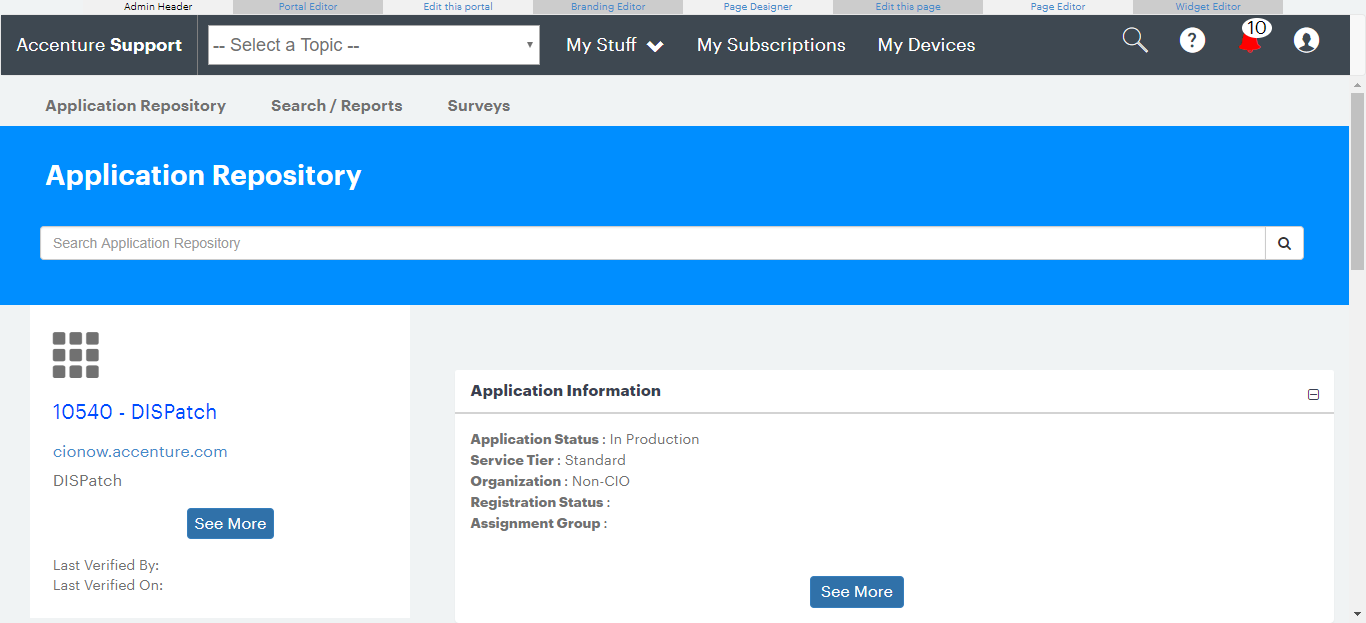 Admin Header Portal Editor Edit this portal Branding Editor Page Designer Edit this page Page Editor Widget Editor
Accenture Support -- Select a Topic -- My Stuff My Subscriptions My Devices ? 10
Application Repository Search / Reports Surveys
Application Repository
Search Application Repository
10540 - DISPatch
cionow.accenture.com
DISPatch
See More
Last Verified By:
Last Verified On:
Application Information
Application Status : In Production
Service Tier : Standard
Organization : Non-CIO
Registration Status :
Assignment Group :
See More